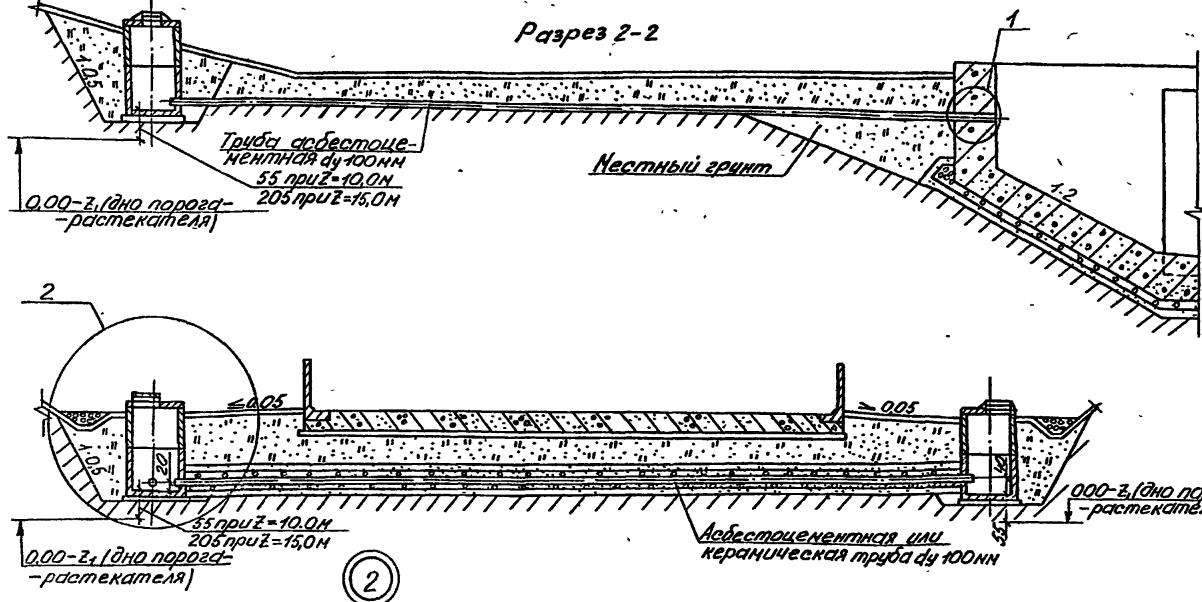 Разрез 2-2
1
1:0,5
Труба асбестоце-
ментная dу 100мм
55 при Z=10,0м
205 при Z=15,0м
0,00-Z₁ (дно порога-
-растекателя)
Местный грунт
1:2
2
≤0,05
> 0,05
1:0,5
20
40
55 при Z=10.0м
205 при Z=15,0м
0,00-Z₁ (дно порога-
-растекателя)
Асбестоцементная или
керамическая труба dу 100мм
55
000-Z₁ (дно по
-растекател
2